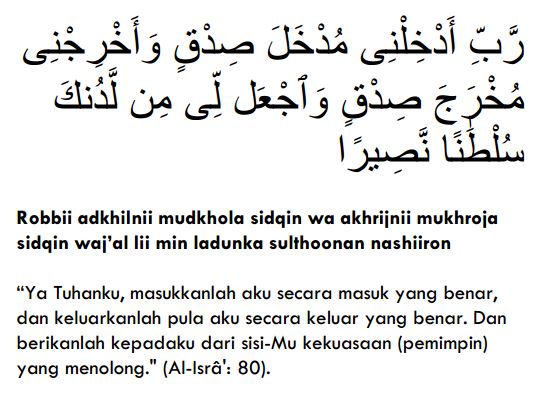 رَّبِّ أَدْخِلْنِى مُدْخَلَ صِدْقٍ وَأَخْرِجْنِى
مُخْرَجَ صِدْقٍ وَٱجْعَل لِّى مِن لَّدُنكَ
سُلْطَٰنًا نَّصِيرًا
Robbii adkhilnii mudkhola sidqin wa akhrijnii mukhroja
sidqin waj’al lii min ladunka sulthoonan nashiiron
“Ya Tuhanku, masukkanlah aku secara masuk yang benar,
dan keluarkanlah pula aku secara keluar yang benar. Dan
berikanlah kepadaku dari sisi-Mu kekuasaan (pemimpin)
yang menolong." (Al-Isrâ': 80).